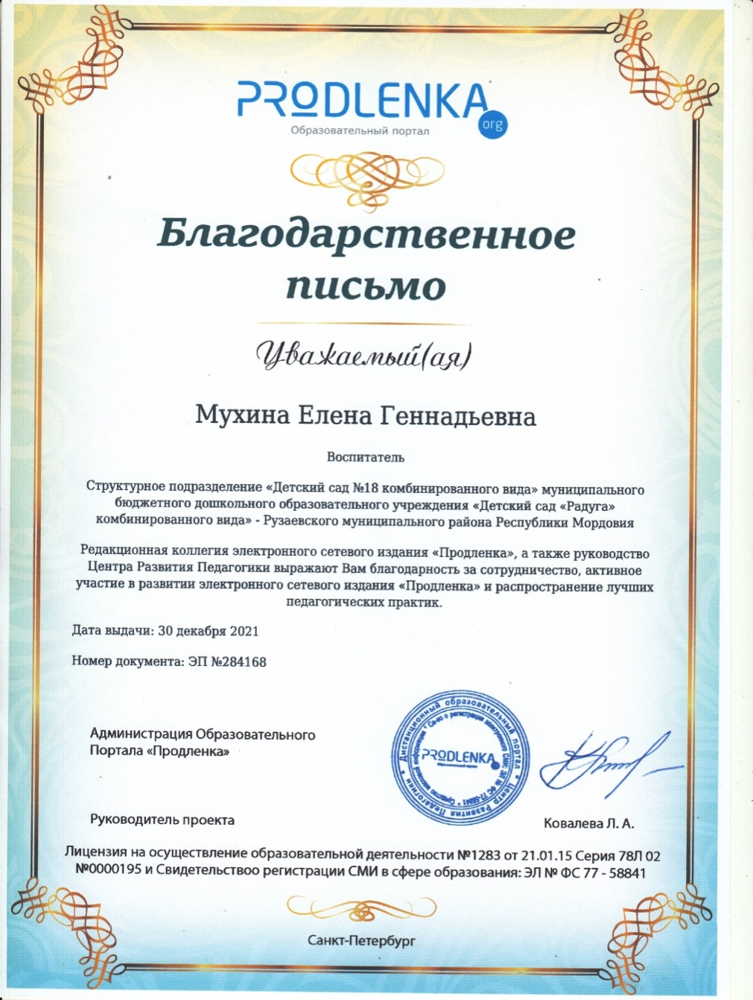 PRODLENKA
org
Образовательный портал
Благодарственное
письмо
Уважаемый(ая)
Мухина Елена Геннадьевна
Воспитатель
Структурное подразделение «Детский сад №18 комбинированного вида» муниципального
бюджетного дошкольного образовательного учреждения «Детский сад «Радуга»
комбинированного вида» - Рузаевского муниципального района Республики Мордовия
Редакционная коллегия электронного сетевого издания «Продленка», а также руководство
Центра Развития Педагогики выражают Вам благодарность за сотрудничество, активное
участие в развитии электронного сетевого издания «Продленка» и распространение лучших
педагогических практик.
Дата выдачи: 30 декабря 2021
Номер документа: ЭП №284168
Администрация Образовательного
Портала «Продленка»
Дистанционный образовательный портал * Центр Развития Педагогики *
PRODLENKA
Руководитель проекта
Ковалева Л. А.
Лицензия на осуществление образовательной деятельности №1283 от 21.01.15 Серия 78Л 02
№0000195 и Свидетельствоо регистрации СМИ в сфере образования: ЭЛ № ФС 77 - 58841
Санкт-Петербург